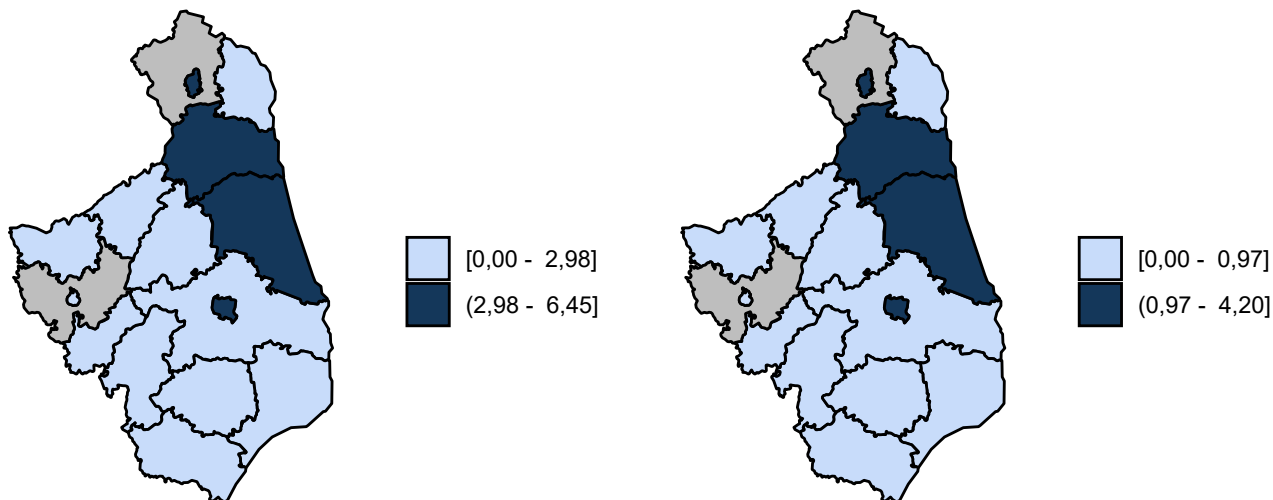 [0,00 - 2,98]
(2,98 - 6,45]
[0,00 - 0,97]
(0,97 - 4,20]